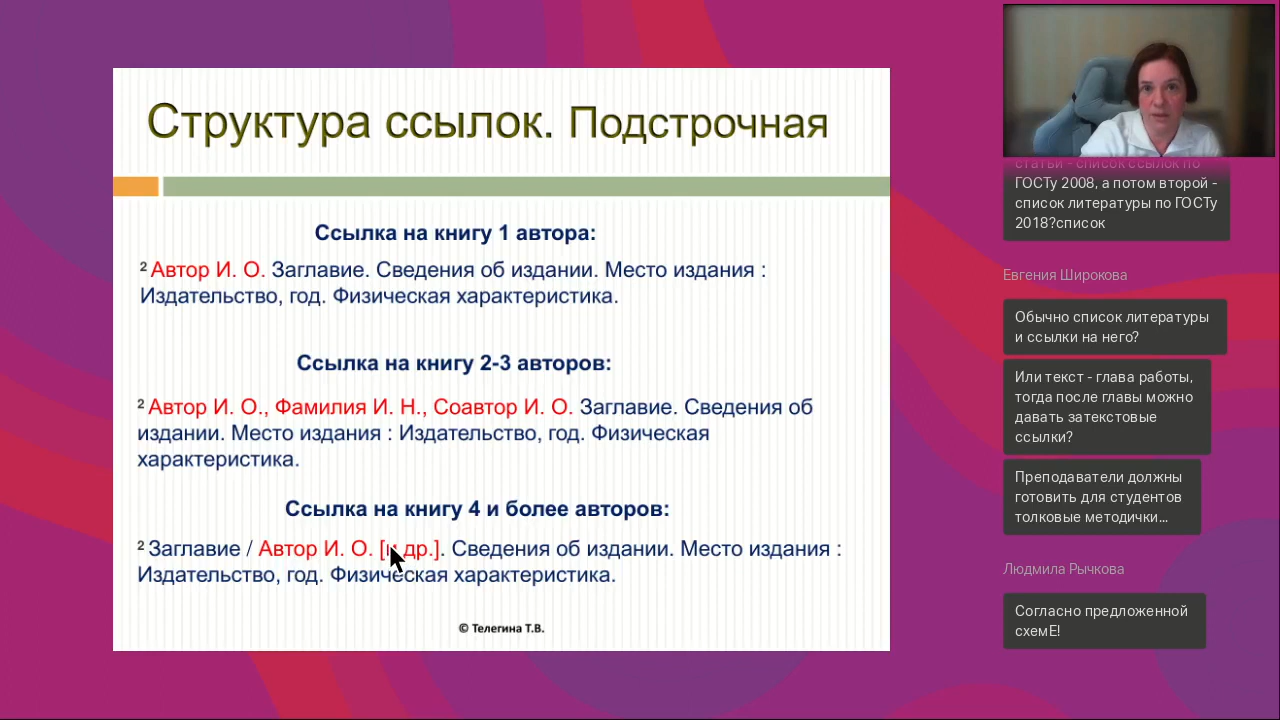 Структура ссылок. Подстрочная
Ссылка на книгу 1 автора:
² Автор И. О. Заглавие. Сведения об издании. Место издания :
Издательство, год. Физическая характеристика.
Ссылка на книгу 2-3 авторов:
² Автор И. О., Фамилия И. Н., Соавтор И. О. Заглавие. Сведения об
издании. Место издания : Издательство, год. Физическая
характеристика.
Ссылка на книгу 4 и более авторов:
² Заглавие / Автор И. О. [и др.]. Сведения об издании. Место издания :
Издательство, год. Физическая характеристика.
© Телегина Т.В.
статьи - список ссылок по
ГОСТу 2008, а потом второй -
список литературы по ГОСТу
2018?список
Евгения Широкова
Обычно список литературы
и ссылки на него?
Или текст - глава работы,
тогда после главы можно
давать затекстовые
ссылки?
Преподаватели должны
готовить для студентов
толковые методички...
Людмила Рычкова
Согласно предложенной
схемЕ!